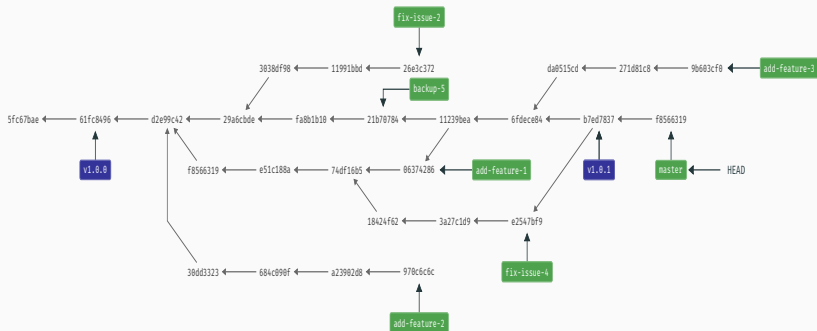 fix-issue-2
3038df98 11991bbd 26e3c372 da0515cd 271d81c8 9b603cf0 add-feature-3
backup-5
5fc67bae 61fc8496 d2e99c42 29a6cbde fa8b1b10 21b70784 11239bea 6fdece84 b7ed7837 f8566319
v1.0.0 f8566319 e51c188a 74df16b5 06374286 add-feature-1 v1.0.1 master HEAD
18424f62 3a27c1d9 e2547bf9
30dd3323 684c090f a23902d8 970c6c6c fix-issue-4
add-feature-2